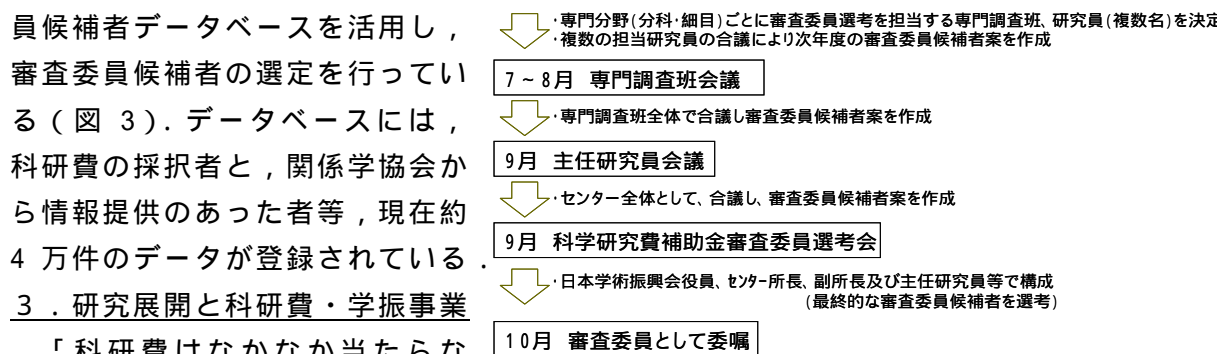 員候補者データベースを活用し，
審査委員候補者の選定を行ってい
る（図 3）．データベースには，
科研費の採択者と，関係学協会か
ら情報提供のあった者等，現在約
4 万件のデータが登録されている．
3．研究展開と科研費・学振事業
「科研費はなかなか当たらな
・専門分野(分科・細目)ごとに審査委員選考を担当する専門調査班、研究員(複数名)を決定
・複数の担当研究員の合議により次年度の審査委員候補者案を作成
7～8月 専門調査班会議
・専門調査班全体で合議し審査委員候補者案を作成
9月 主任研究員会議
・センター全体として、合議し、審査委員候補者案を作成
9月 科学研究費補助金審査委員選考会
・日本学術振興会役員、センター所長、副所長及び主任研究員等で構成
(最終的な審査委員候補者を選考)
10月 審査委員として委嘱